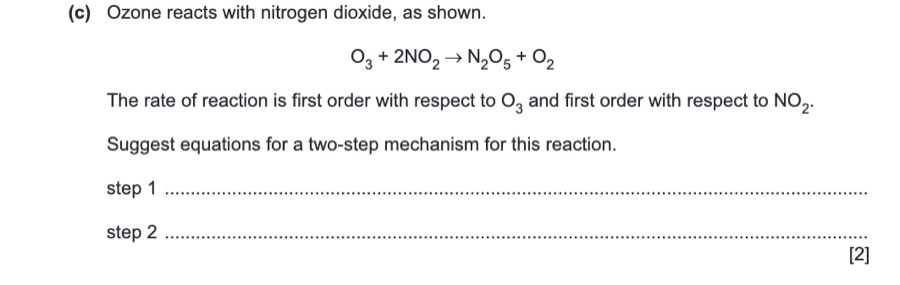 (c) Ozone reacts with nitrogen dioxide, as shown.
O₃ + 2NO₂ → N₂O₅ + O₂
The rate of reaction is first order with respect to O₃ and first order with respect to NO₂.
Suggest equations for a two-step mechanism for this reaction.
step 1 ....................................................................................................
step 2 ....................................................................................................
[2]